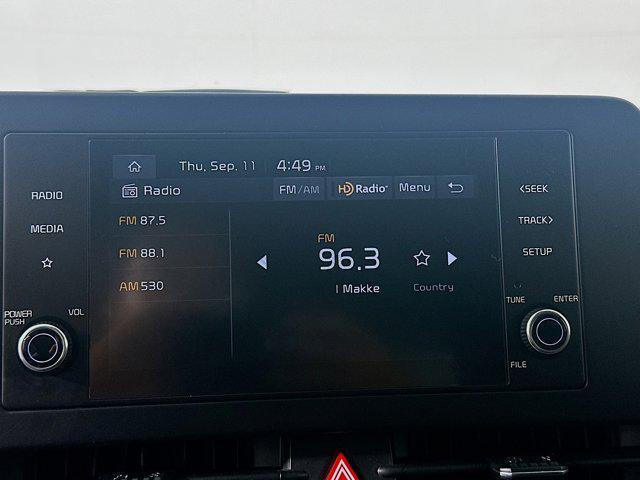 Thu, Sep. 11 4:49 PM
Radio FM/AM HD Radio Menu
RADIO
MEDIA
POWER PUSH
VOL
FM 87.5
FM 88.1
AM 530
FM
96.3
I Makke Country
<SEEK
TRACK>
SETUP
TUNE ENTER
FILE